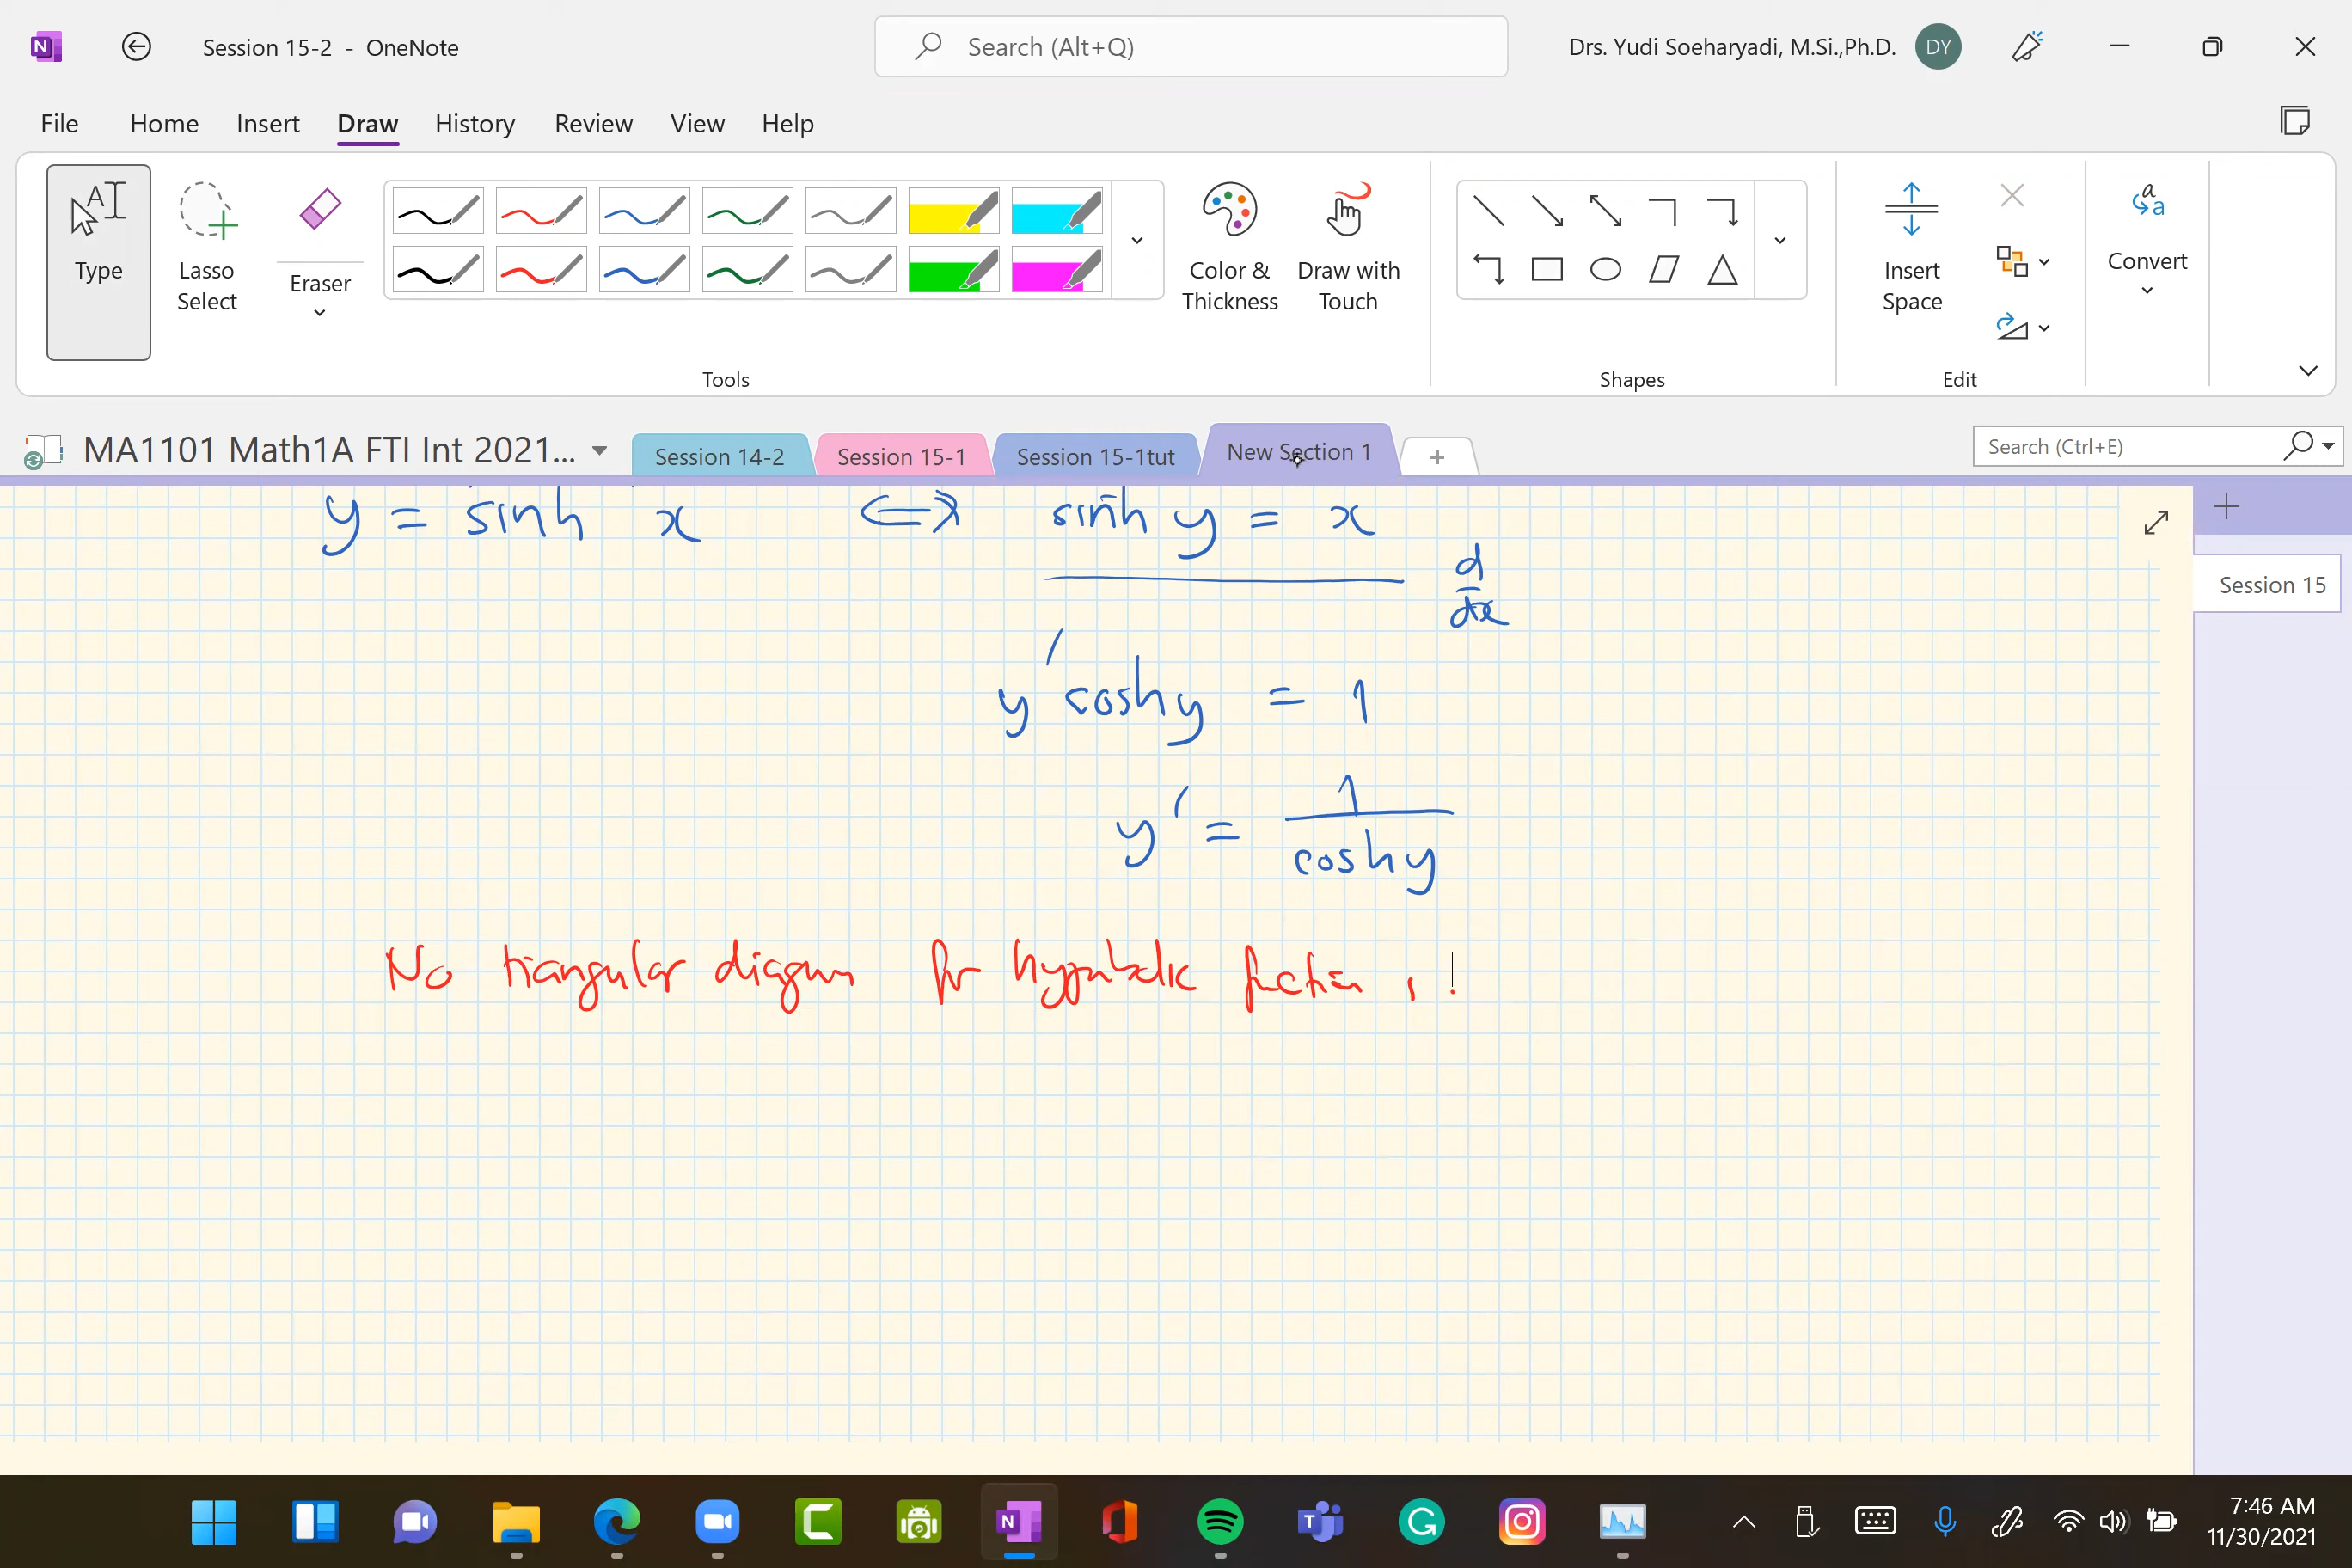 Session 15-2 - OneNote
Search (Alt+Q)
Drs. Yudi Soeharyadi, M.Si.,Ph.D.
DY
File Home Insert Draw History Review View Help
Type
Lasso Select
Eraser
Color & Thickness
Draw with Touch
Insert Space
Convert
Tools
Shapes
Edit
MA1101 Math1A FTI Int 2021...
Session 14-2
Session 15-1
Session 15-1tut
New Section 1
Search (Ctrl+E)
Session 15
y = sinh x ⟺ sinh y = x
d/dx
y' cosh y = 1
y' = 1/cosh y
No triangular diagram for hyperbolic function, !
7:46 AM
11/30/2021